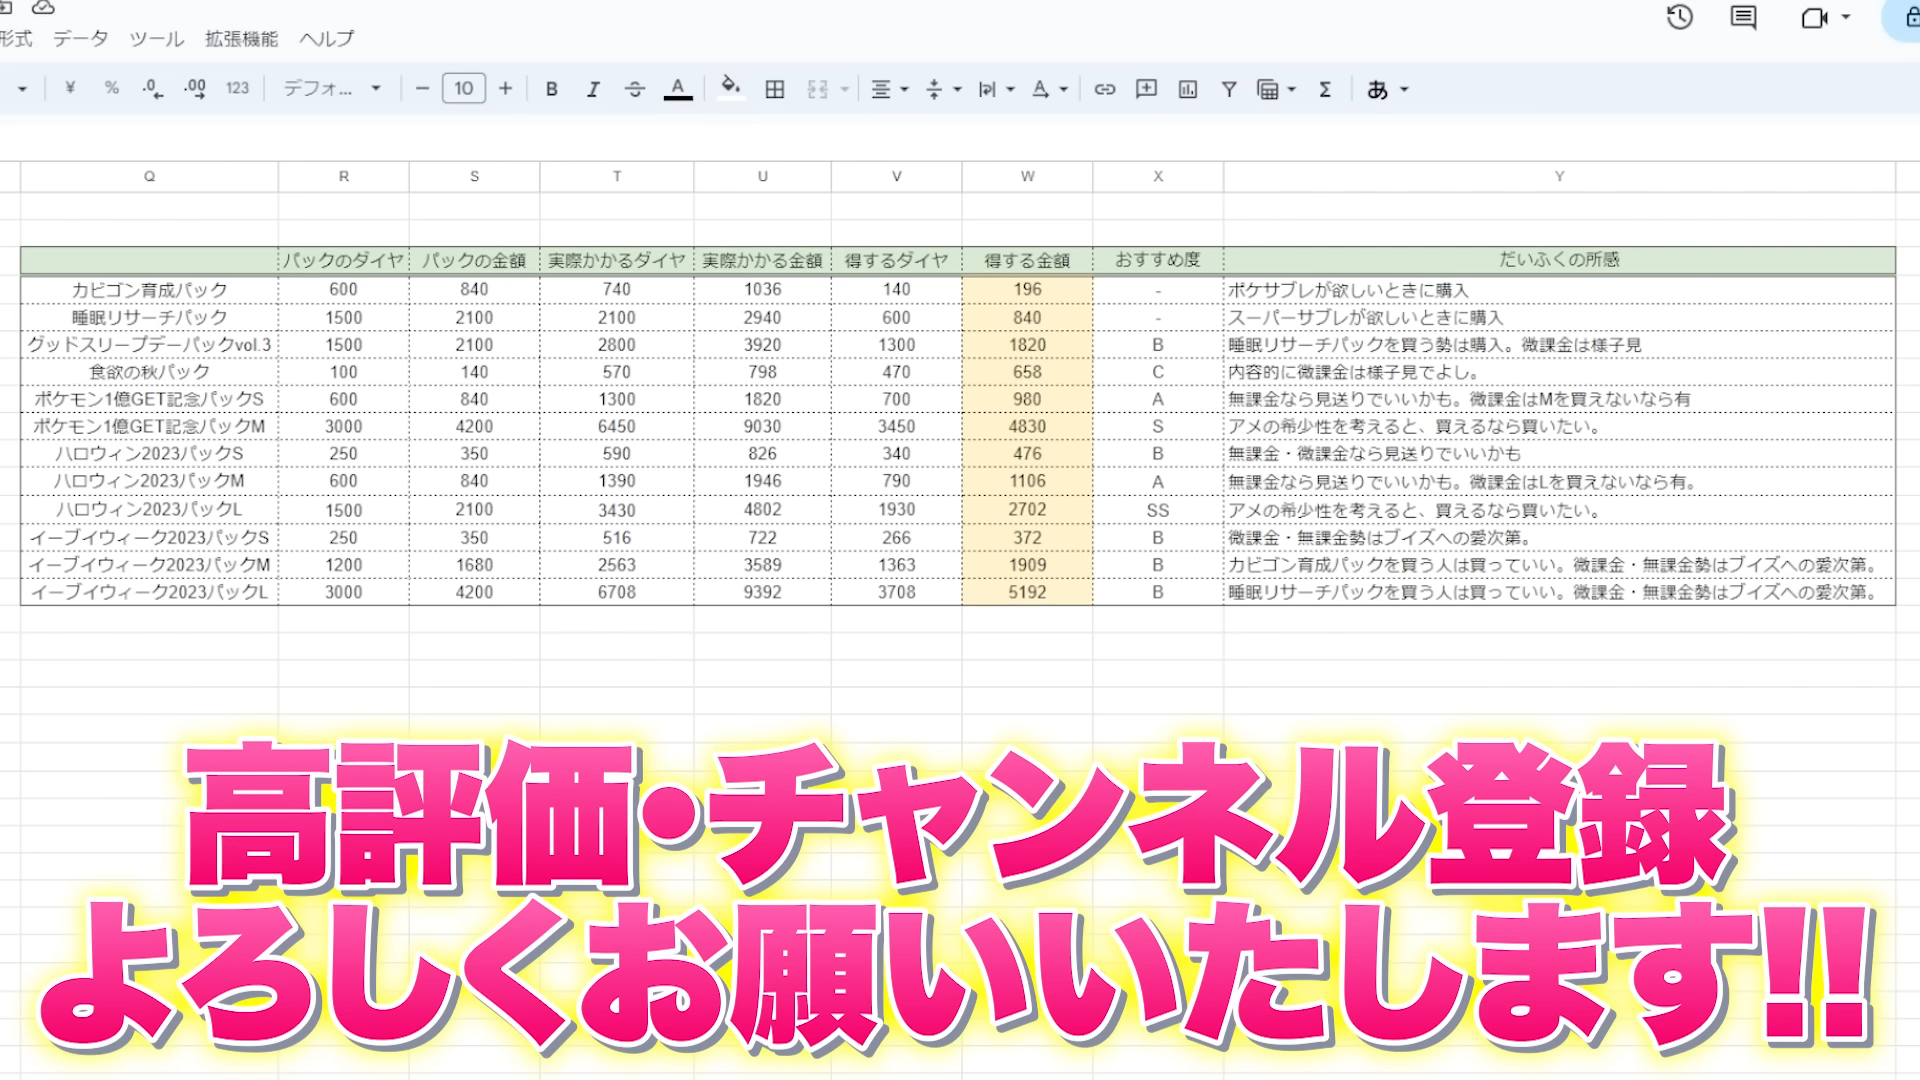 形式 データ ツール 拡張機能 ヘルプ
¥ % .0 .00 123 デフォ... − 10 + B I A A Σ あ
Q R S T U V W X Y
パックのダイヤ パックの金額 実際かかるダイヤ 実際かかる金額 得するダイヤ 得する金額 おすすめ度 だいふくの所感
カビゴン育成パック 600 840 740 1036 140 196 - ポケサブレが欲しいときに購入
睡眠リサーチパック 1500 2100 2100 2940 600 840 - スーパーサブレが欲しいときに購入
グッドスリープデーパックvol.3 1500 2100 2800 3920 1300 1820 B 睡眠リサーチパックを買う勢は購入。微課金は様子見
食欲の秋パック 100 140 570 798 470 658 C 内容的に微課金は様子見でよし。
ポケモン1億GET記念パックS 600 840 1300 1820 700 980 A 無課金なら見送りでいいかも。微課金はMを買えないなら有
ポケモン1億GET記念パックM 3000 4200 6450 9030 3450 4830 S アメの希少性を考えると、買えるなら買いたい。
ハロウィン2023パックS 250 350 590 826 340 476 B 無課金・微課金なら見送りでいいかも
ハロウィン2023パックM 600 840 1390 1946 790 1106 A 無課金なら見送りでいいかも。微課金はLを買えないなら有。
ハロウィン2023パックL 1500 2100 3430 4802 1930 2702 SS アメの希少性を考えると、買えるなら買いたい。
イーブイウィーク2023パックS 250 350 516 722 266 372 B 微課金・無課金勢はブイズへの愛次第。
イーブイウィーク2023パックM 1200 1680 2563 3589 1363 1909 B カビゴン育成パックを買う人は買っていい。微課金・無課金勢はブイズへの愛次第。
イーブイウィーク2023パックL 3000 4200 6708 9392 3708 5192 B 睡眠リサーチパックを買う人は買っていい。微課金・無課金勢はブイズへの愛次第。
高評価・チャンネル登録
よろしくお願いいたします!!